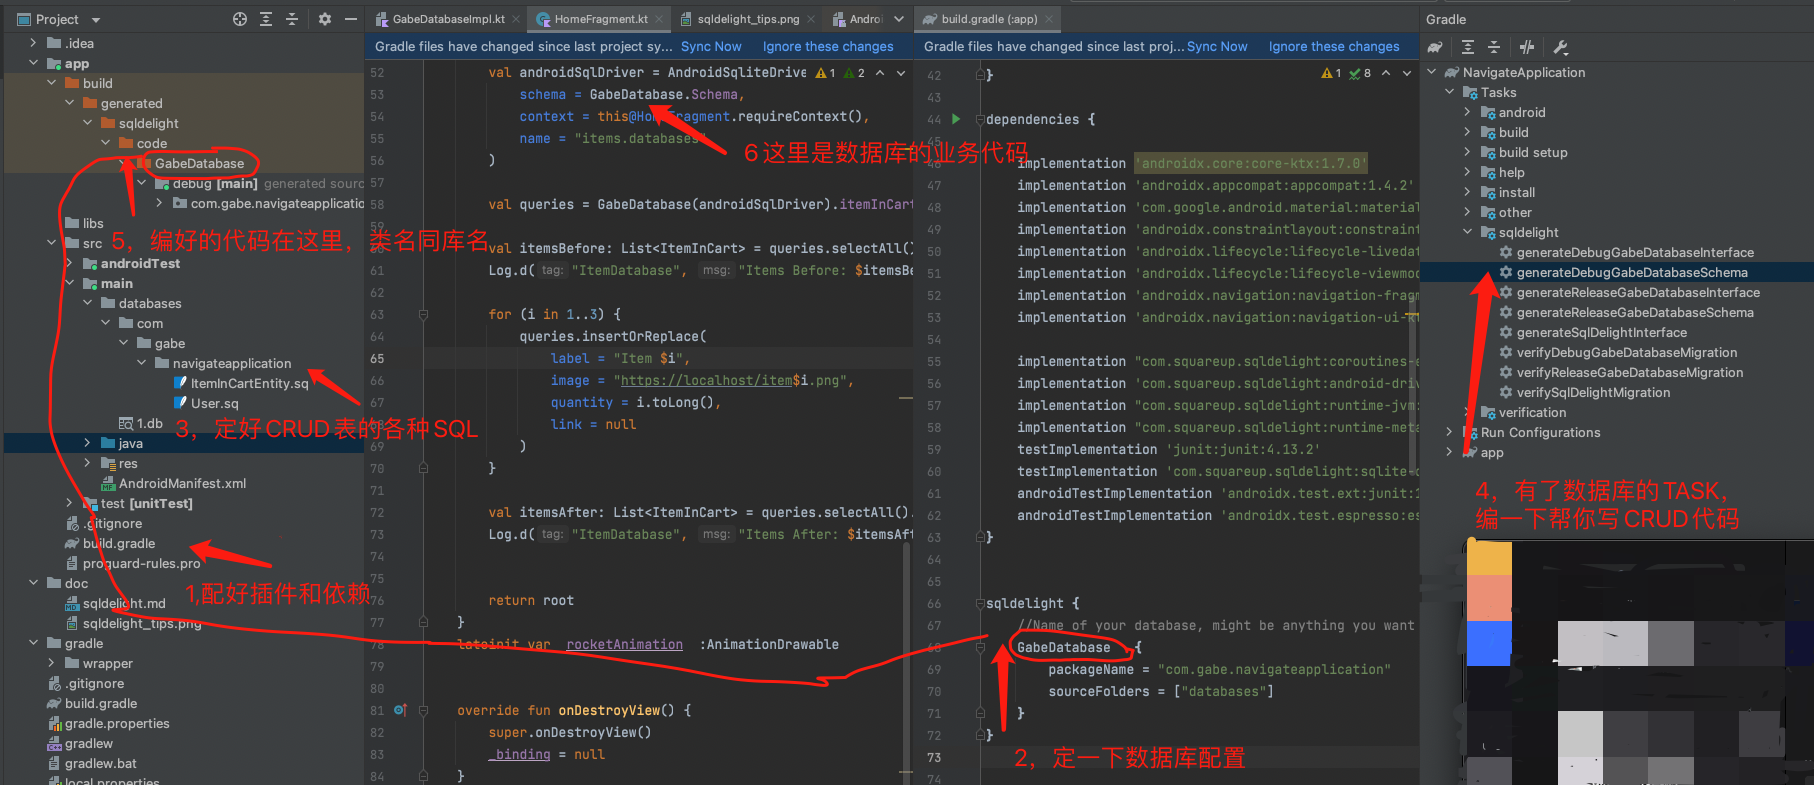 Project
.idea
app
build
generated
sqldelight
code
GabeDatabase
debug [main] generated sourc
com.gabe.navigateapplicatio
libs
5，编好的代码在这里，类名同库名
src
androidTest
main
databases
com
gabe
navigateapplication
ItemInCartEntity.sq
User.sq
1.db
3，定好CRUD表的各种SQL
java
res
AndroidManifest.xml
test [unitTest]
.gitignore
build.gradle
proguard-rules.pro
1,配好插件和依赖
doc
sqldelight.md
sqldelight_tips.png
gradle
wrapper
.gitignore
build.gradle
gradle.properties
gradlew
gradlew.bat
local.properties
GabeDatabaseImpl.kt
HomeFragment.kt
sqldelight_tips.png
Androi
Gradle files have changed since last project sy... Sync Now Ignore these changes
1 2
52 val androidSqlDriver = AndroidSqliteDrive
53 schema = GabeDatabase.Schema,
54 context = this@HomeFragment.requireContext(),
55 name = "items.databases"
56 )
6这里是数据库的业务代码
57
58 val queries = GabeDatabase(androidSqlDriver).itemInCart
59
60 val itemsBefore: List<ItemInCart> = queries.selectAll()
61 Log.d( tag: "ItemDatabase", msg: "Items Before: $itemsBe
62
63 for (i in 1..3) {
64 queries.insertOrReplace(
65 label = "Item $i",
66 image = "https://localhost/item$i.png",
67 quantity = i.toLong(),
68 link = null
69 )
70 }
71
72 val itemsAfter: List<ItemInCart> = queries.selectAll().
73 Log.d( tag: "ItemDatabase", msg: "Items After: $itemsAft
74
75
76 return root
77 }
78 lateinit var rocketAnimation :AnimationDrawable
79
80
81 override fun onDestroyView() {
82 super.onDestroyView()
83 _binding = null
84 }
build.gradle (:app)
Gradle files have changed since last proj... Sync Now Ignore these changes
1 8
42 }
43
44 dependencies {
46 implementation 'androidx.core:core-ktx:1.7.0'
47 implementation 'androidx.appcompat:appcompat:1.4.2'
48 implementation 'com.google.android.material:material
49 implementation 'androidx.constraintlayout:constraint
50 implementation 'androidx.lifecycle:lifecycle-livedat
51 implementation 'androidx.lifecycle:lifecycle-viewmod
52 implementation 'androidx.navigation:navigation-fragm
53 implementation 'androidx.navigation:navigation-ui-kt
54
55 implementation "com.squareup.sqldelight:coroutines-e
56 implementation "com.squareup.sqldelight:android-driv
57 implementation "com.squareup.sqldelight:runtime-jvm:
58 implementation "com.squareup.sqldelight:runtime-meta
59 testImplementation 'junit:junit:4.13.2'
60 testImplementation 'com.squareup.sqldelight:sqlite-d
61 androidTestImplementation 'androidx.test.ext:junit:1
62 androidTestImplementation 'androidx.test.espresso:es
63 }
64
65
66 sqldelight {
67 //Name of your database, might be anything you want
68 GabeDatabase {
69 packageName = "com.gabe.navigateapplication"
70 sourceFolders = ["databases"]
71 }
72 }
73
74
2，定一下数据库配置
Gradle
NavigateApplication
Tasks
android
build
build setup
help
install
other
sqldelight
generateDebugGabeDatabaseInterface
generateDebugGabeDatabaseSchema
generateReleaseGabeDatabaseInterface
generateReleaseGabeDatabaseSchema
generateSqlDelightInterface
verifyDebugGabeDatabaseMigration
verifyReleaseGabeDatabaseMigration
verifySqlDelightMigration
verification
Run Configurations
app
4，有了数据库的TASK，
编一下帮你写CRUD代码